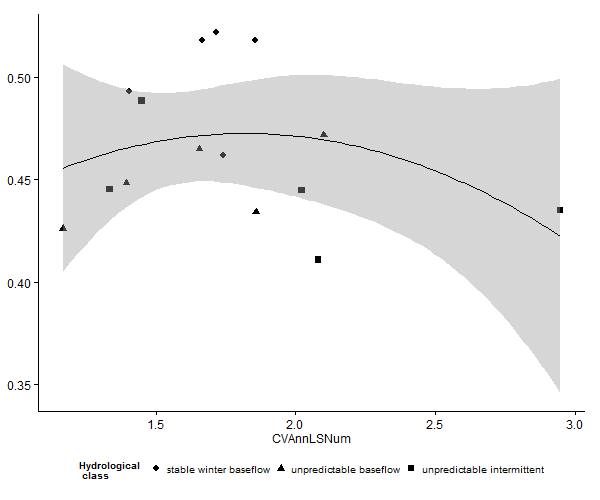 0.50
0.45
0.40
0.35
1.5 2.0 2.5 3.0
CVAnnLSNum
Hydrological
class
stable winter baseflow unpredictable baseflow unpredictable intermittent